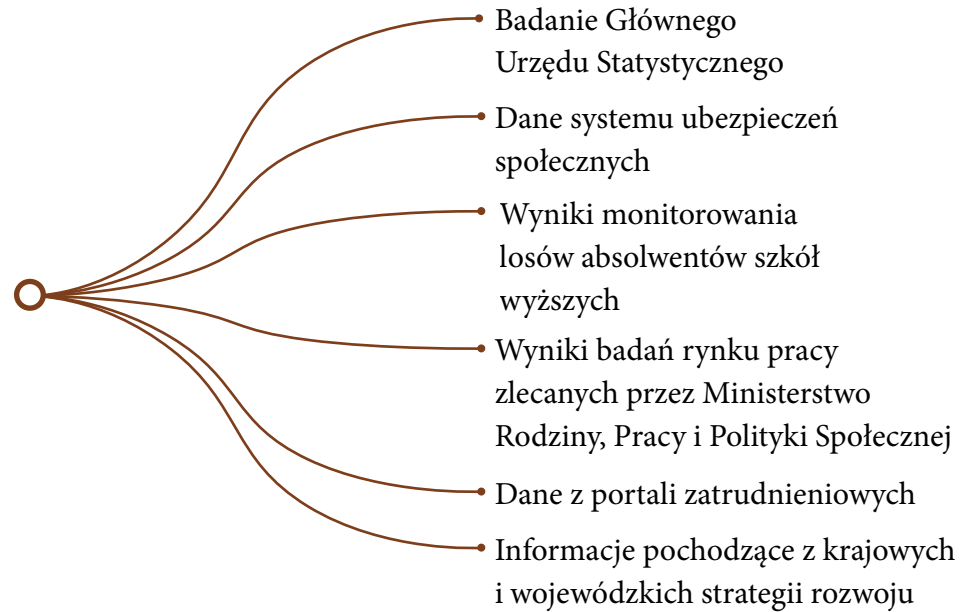 Badanie Głównego
Urzędu Statystycznego
Dane systemu ubezpieczeń
społecznych
Wyniki monitorowania
losów absolwentów szkół
wyższych
Wyniki badań rynku pracy
zlecanych przez Ministerstwo
Rodziny, Pracy i Polityki Społecznej
Dane z portali zatrudnieniowych
Informacje pochodzące z krajowych
i wojewódzkich strategii rozwoju